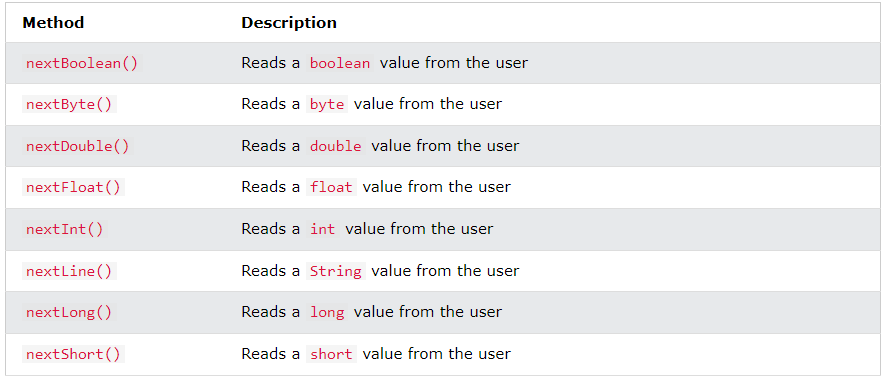 Method Description
nextBoolean() Reads a boolean value from the user
nextByte() Reads a byte value from the user
nextDouble() Reads a double value from the user
nextFloat() Reads a float value from the user
nextInt() Reads a int value from the user
nextLine() Reads a String value from the user
nextLong() Reads a long value from the user
nextShort() Reads a short value from the user